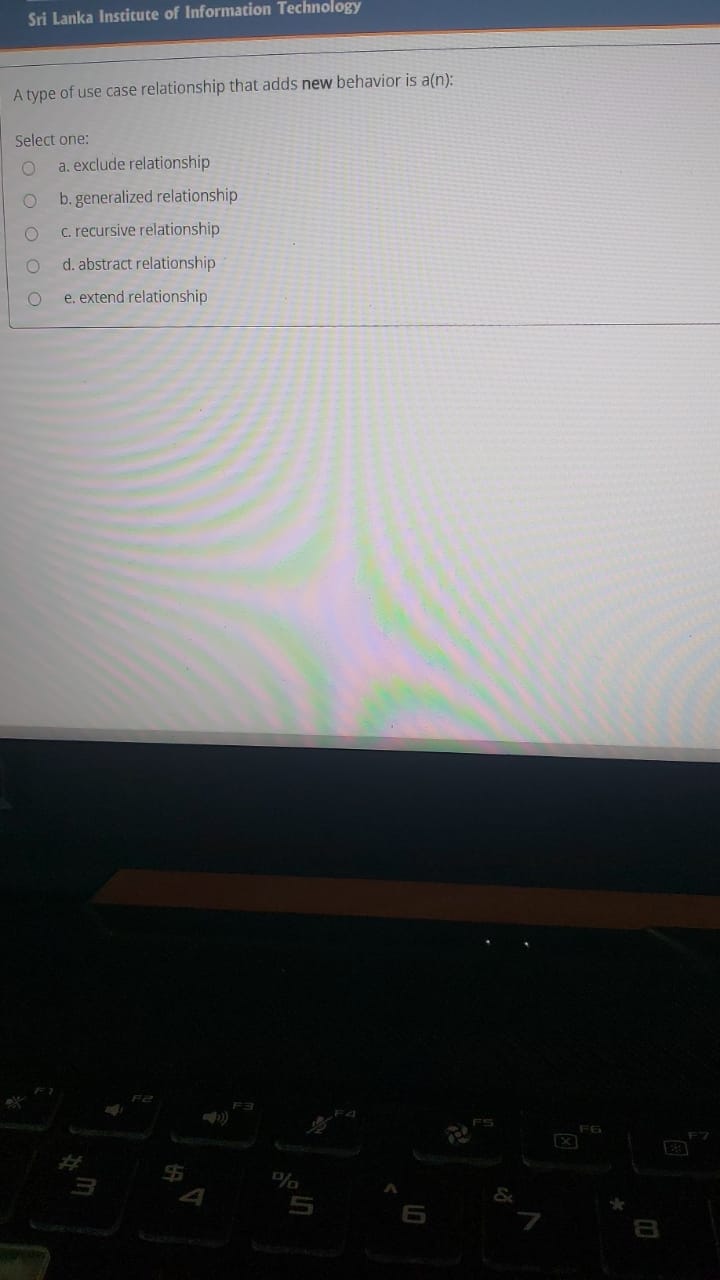 Sri Lanka Institute of Information Technology
A type of use case relationship that adds new behavior is a(n):
Select one:
a. exclude relationship
b. generalized relationship
c. recursive relationship
d. abstract relationship
e. extend relationship
F1 F2 F3 F4 F5 F6 F7
# $ % ^ & *
3 4 5 6 7 8